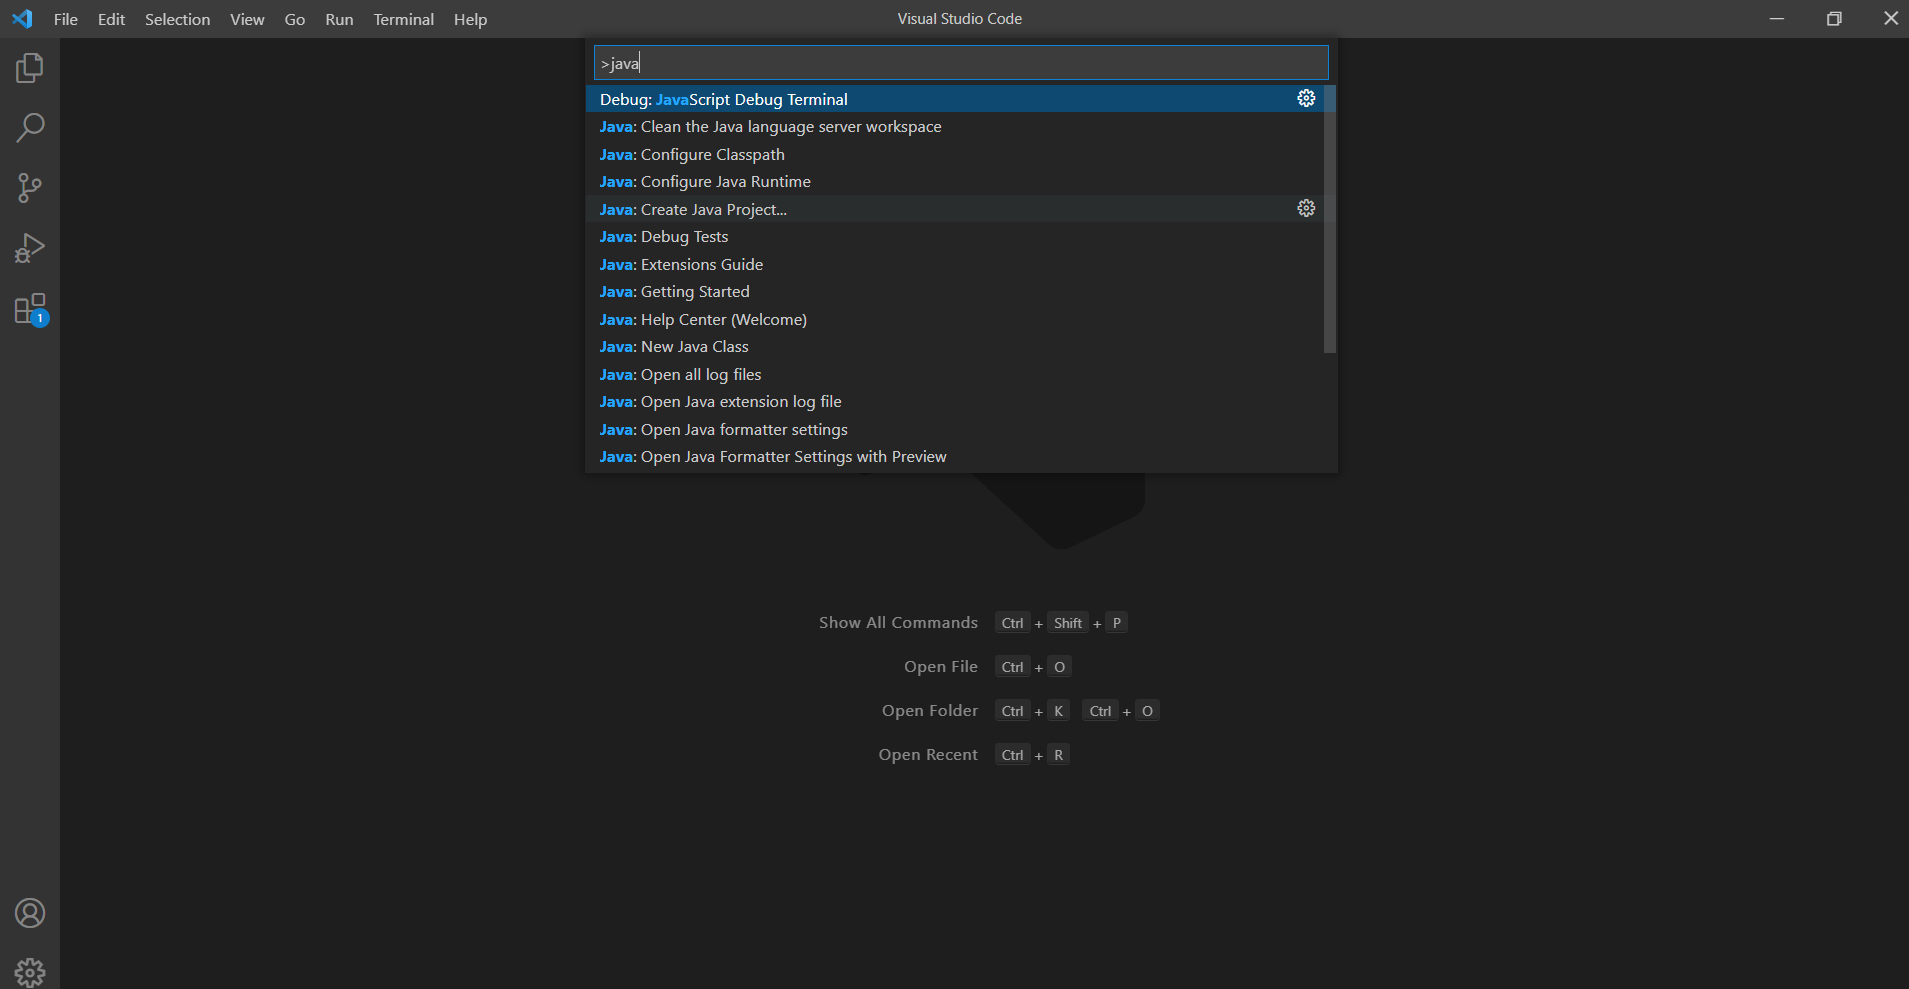 File Edit Selection View Go Run Terminal Help Visual Studio Code
>java
Debug: JavaScript Debug Terminal
Java: Clean the Java language server workspace
Java: Configure Classpath
Java: Configure Java Runtime
Java: Create Java Project...
Java: Debug Tests
Java: Extensions Guide
Java: Getting Started
Java: Help Center (Welcome)
Java: New Java Class
Java: Open all log files
Java: Open Java extension log file
Java: Open Java formatter settings
Java: Open Java Formatter Settings with Preview
1
Show All Commands Ctrl + Shift + P
Open File Ctrl + O
Open Folder Ctrl + K Ctrl + O
Open Recent Ctrl + R